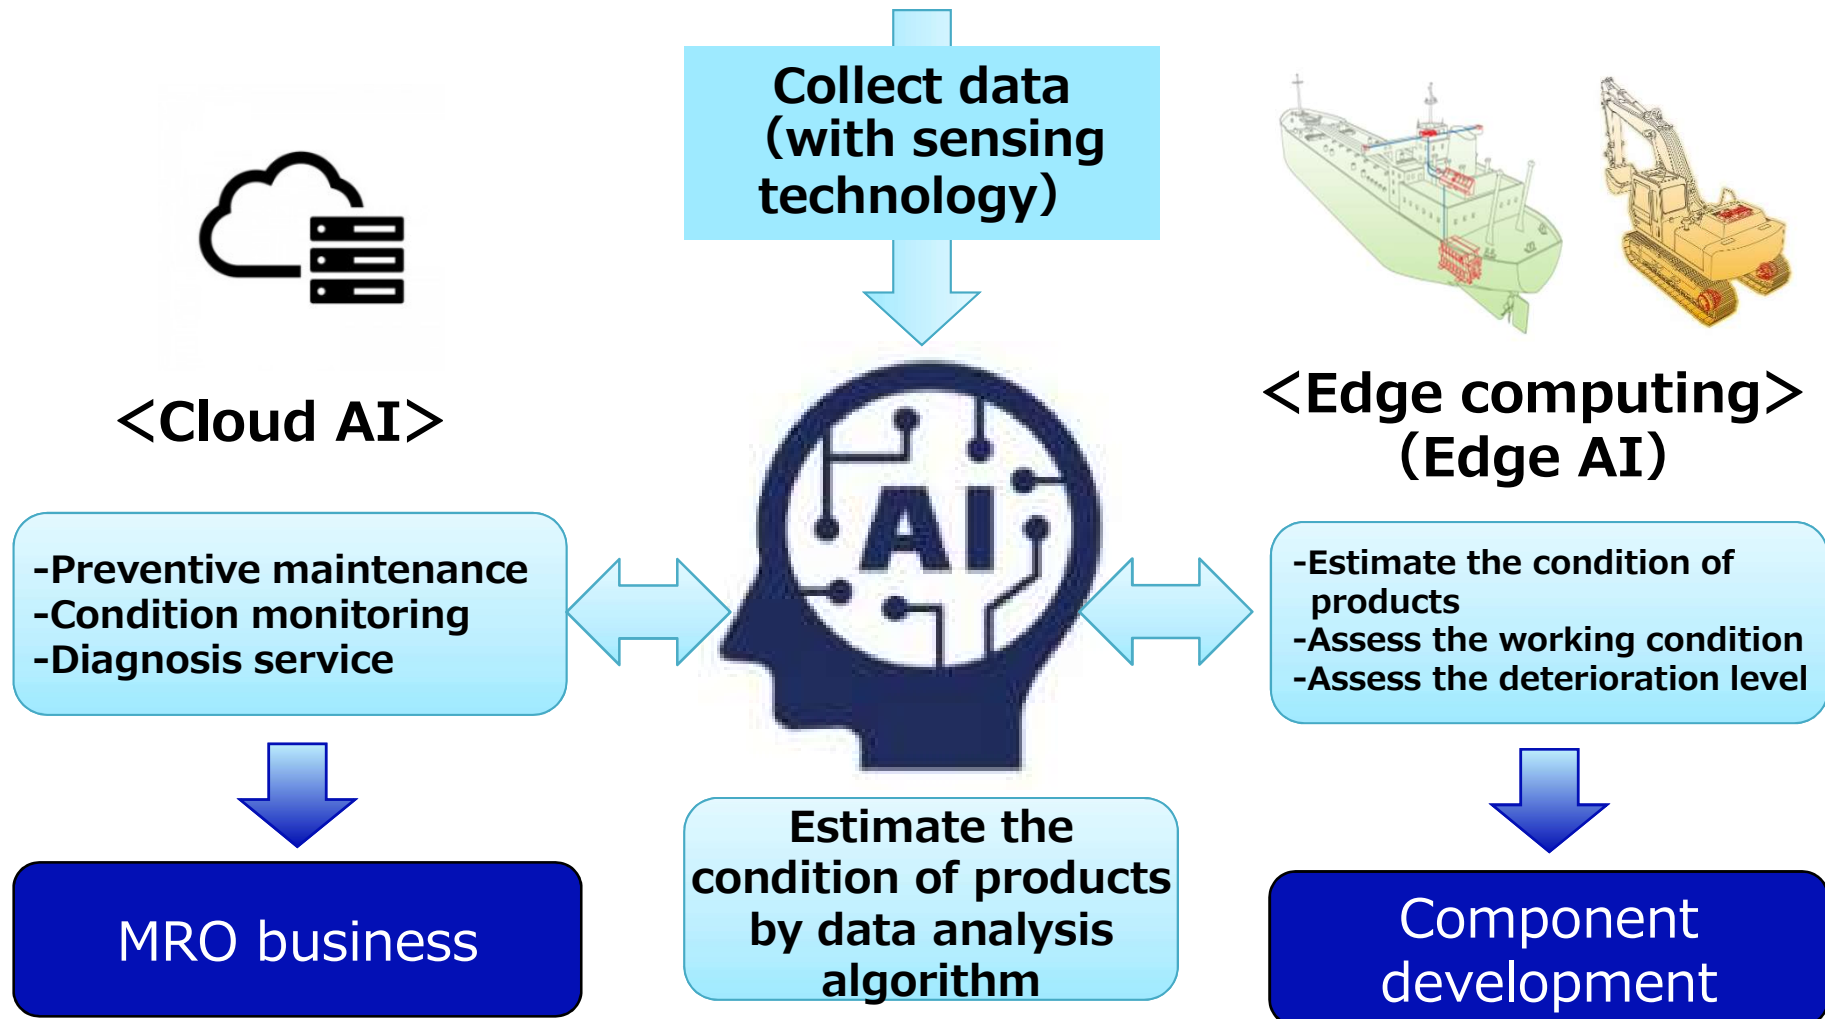 Collect data
（with sensing
technology）
＜Cloud AI＞
＜Edge computing＞
（Edge AI）
AI
-Preventive maintenance
-Condition monitoring
-Diagnosis service
-Estimate the condition of
products
-Assess the working condition
-Assess the deterioration level
MRO business
Estimate the
condition of products
by data analysis
algorithm
Component
development